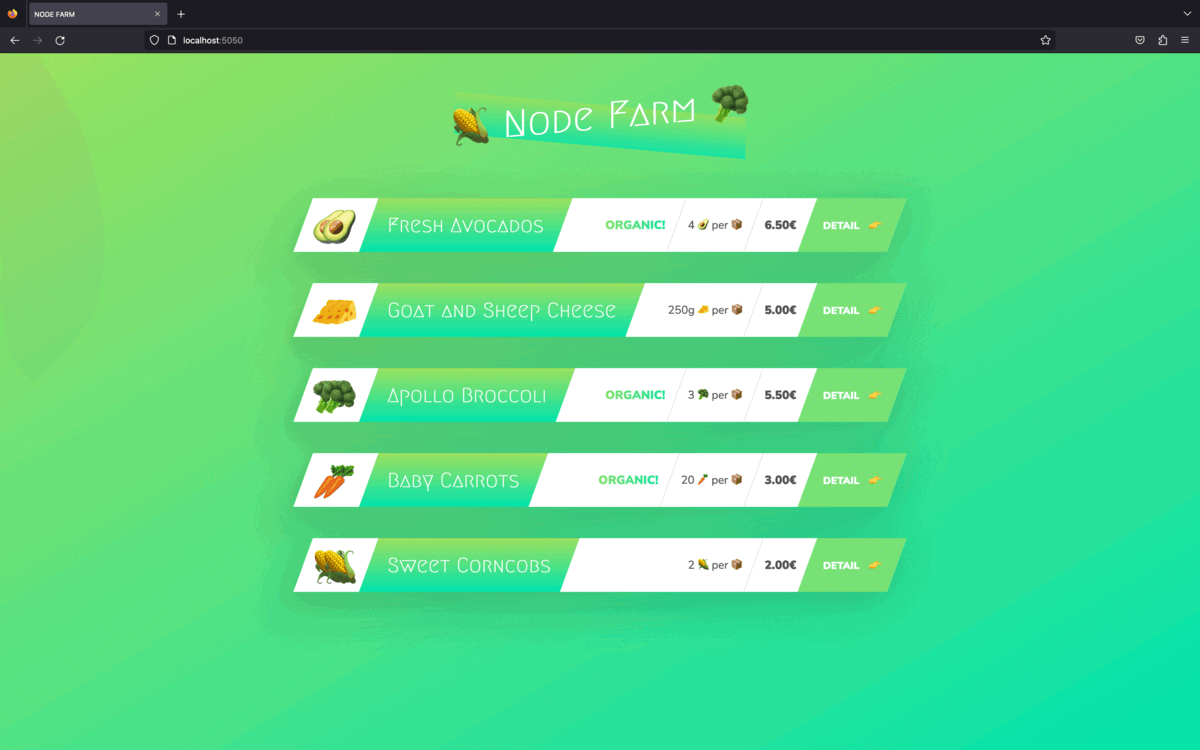 NODE FARM
localhost:5050
🌽 Node Farm 🥦
Fresh Avocados ORGANIC! 4 🥑 per 📦 6.50€ DETAIL 👉
Goat and Sheep Cheese 250g 🧀 per 📦 5.00€ DETAIL 👉
Apollo Broccoli ORGANIC! 3 🥦 per 📦 5.50€ DETAIL 👉
Baby Carrots ORGANIC! 20 🥕 per 📦 3.00€ DETAIL 👉
Sweet Corncobs 2 🌽 per 📦 2.00€ DETAIL 👉